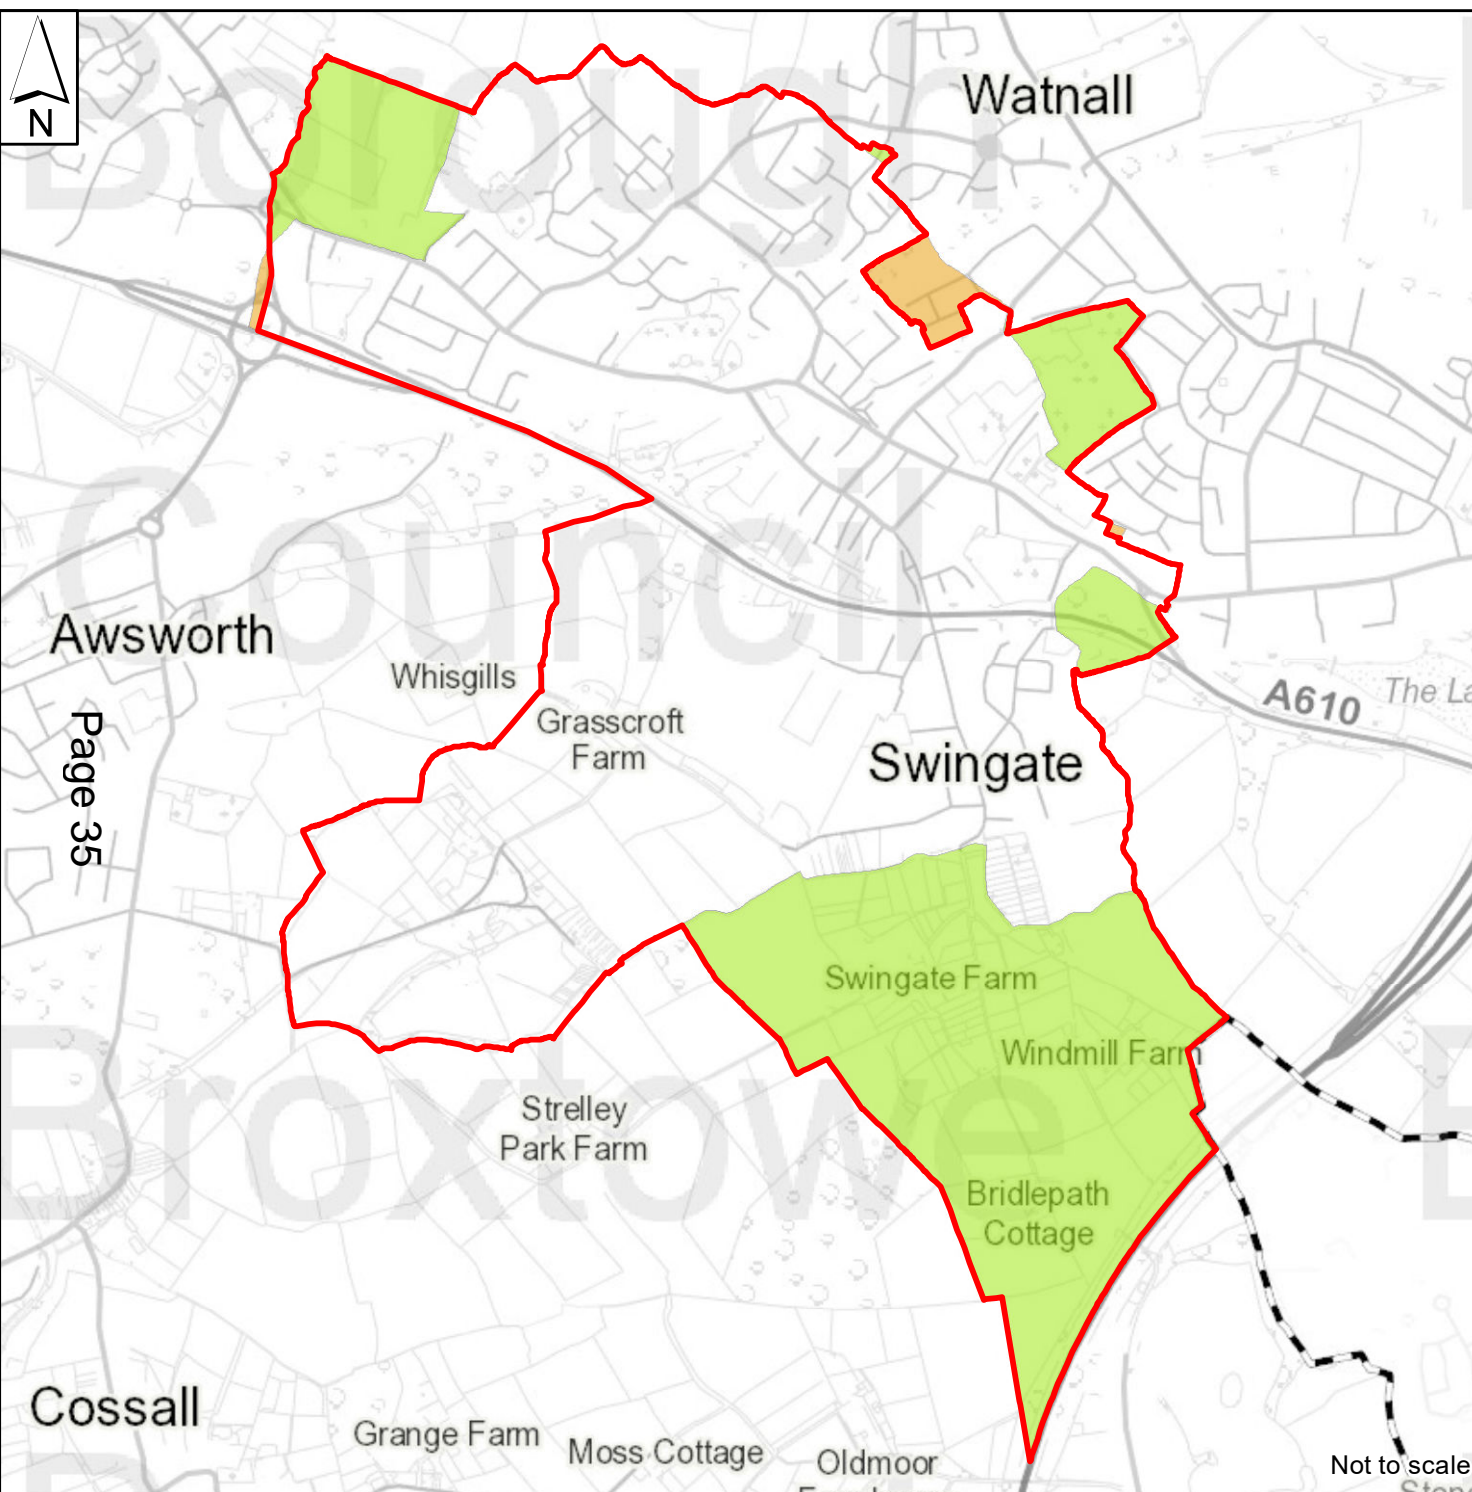 N
Borough
Watnall
Council
Awsworth
Whisgills
Grasscroft
Farm
A610
The La
Page 35
Swingate
Swingate Farm
Windmill Farm
Broxtowe
Strelley
Park Farm
Bridlepath
Cottage
Cossall
Grange Farm
Moss Cottage
Oldmoor
Not to scale